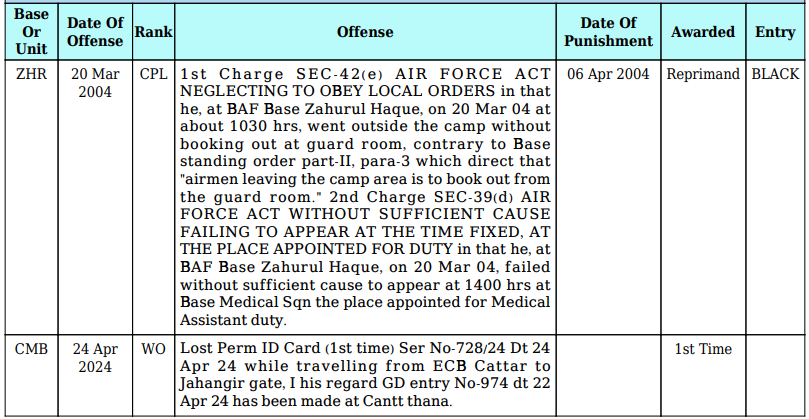 Base Or Unit | Date Of Offense | Rank | Offense | Date Of Punishment | Awarded | Entry
ZHR | 20 Mar 2004 | CPL | 1st Charge SEC-42(e) AIR FORCE ACT | 06 Apr 2004 | Reprimand | BLACK
NEGLECTING TO OBEY LOCAL ORDERS in that
he, at BAF Base Zahurul Haque, on 20 Mar 04 at
about 1030 hrs, went outside the camp without
booking out at guard room, contrary to Base
standing order part-II, para-3 which direct that
"airmen leaving the camp area is to book out from
the guard room." 2nd Charge SEC-39(d) AIR
FORCE ACT WITHOUT SUFFICIENT CAUSE
FAILING TO APPEAR AT THE TIME FIXED, AT
THE PLACE APPOINTED FOR DUTY in that he, at
BAF Base Zahurul Haque, on 20 Mar 04, failed
without sufficient cause to appear at 1400 hrs at
Base Medical Sqn the place appointed for Medical
Assistant duty.
CMB | 24 Apr 2024 | WO | Lost Perm ID Card (1st time) Ser No-728/24 Dt 24 | 1st Time
Apr 24 while travelling from ECB Cattar to
Jahangir gate, I his regard GD entry No-974 dt 22
Apr 24 has been made at Cantt thana.